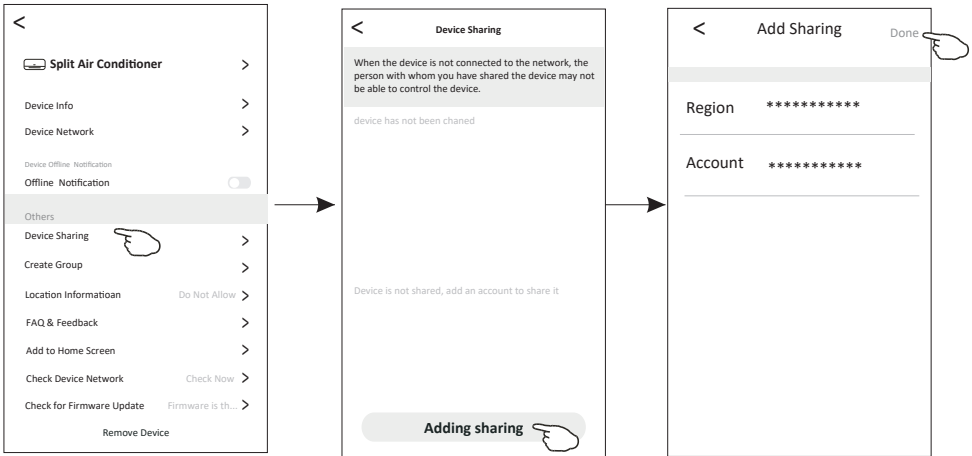 <
Split Air Conditioner >
Device Info >
Device Network >
Device Offline Notification
Offline Notification
Others
Device Sharing >
Create Group >
Location Informatioan Do Not Allow >
FAQ & Feedback >
Add to Home Screen >
Check Device Network Check Now >
Check for Firmware Update Firmware is th... >
Remove Device
< Device Sharing
When the device is not connected to the network, the
person with whom you have shared the device may not
be able to control the device.
device has not been chaned
Device is not shared, add an account to share it
Adding sharing
< Add Sharing Done
Region ***********
Account ***********